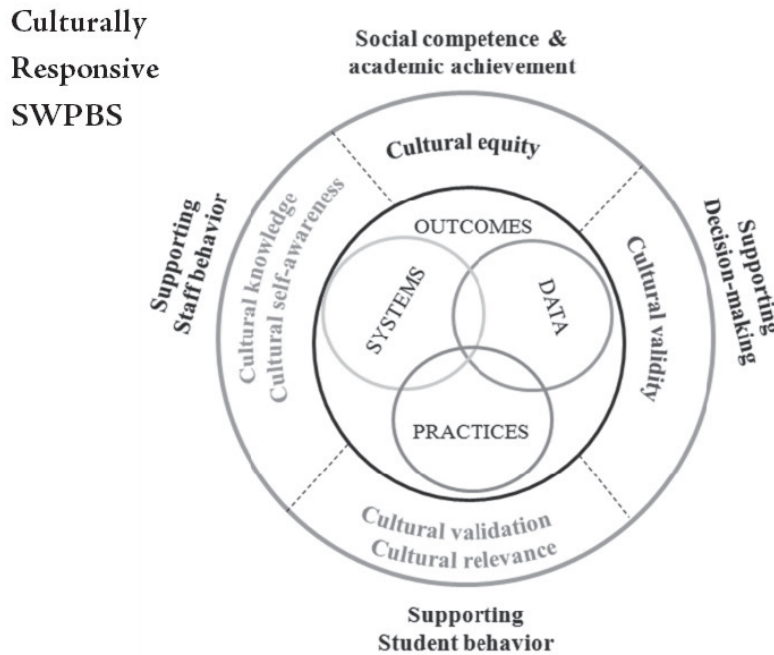 Culturally
Responsive
SWPBS
Social competence &
academic achievement
Cultural equity
Supporting
Staff behavior
Cultural knowledge
Cultural self-awareness
OUTCOMES
SYSTEMS
DATA
PRACTICES
Cultural validity
Supporting
Decision-making
Cultural validation
Cultural relevance
Supporting
Student behavior